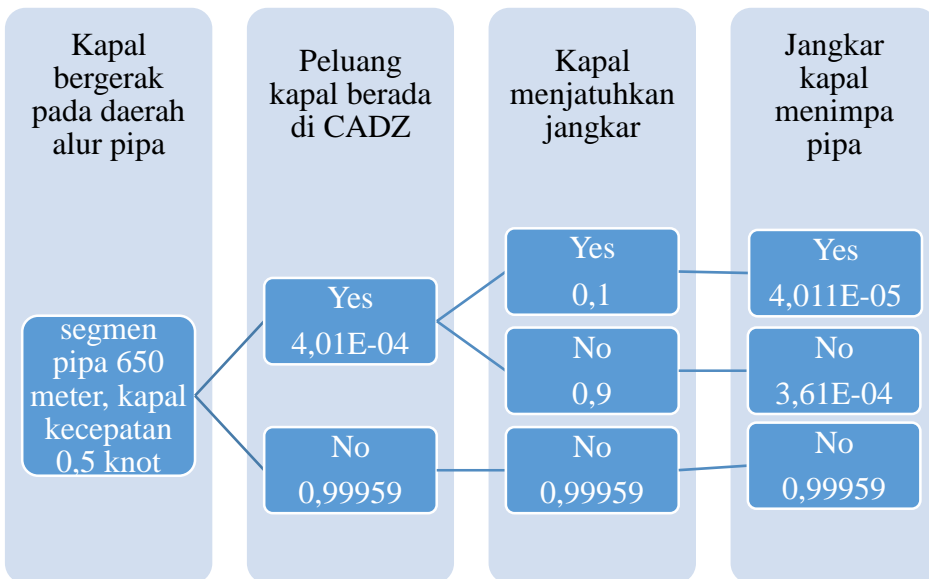 Kapal
bergerak
pada daerah
alur pipa
segmen
pipa 650
meter, kapal
kecepatan
0,5 knot
Peluang
kapal berada
di CADZ
Yes
4,01E-04
No
0,99959
Kapal
menjatuhkan
jangkar
Yes
0,1
No
0,9
No
0,99959
Jangkar
kapal
menimpa
pipa
Yes
4,011E-05
No
3,61E-04
No
0,99959